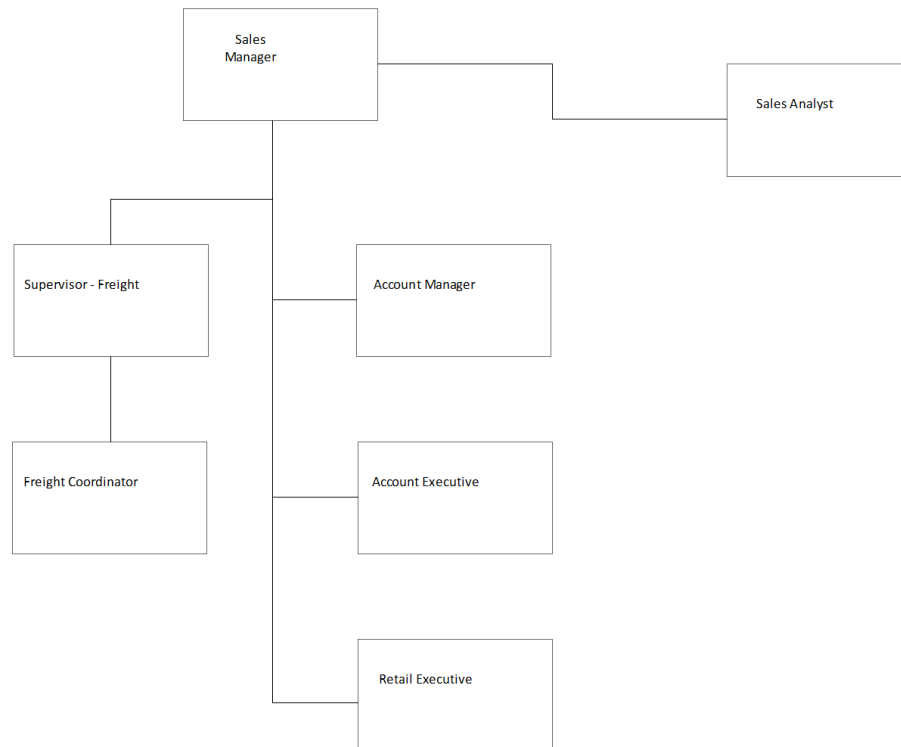 Sales
Manager
Sales Analyst
Supervisor - Freight
Account Manager
Freight Coordinator
Account Executive
Retail Executive